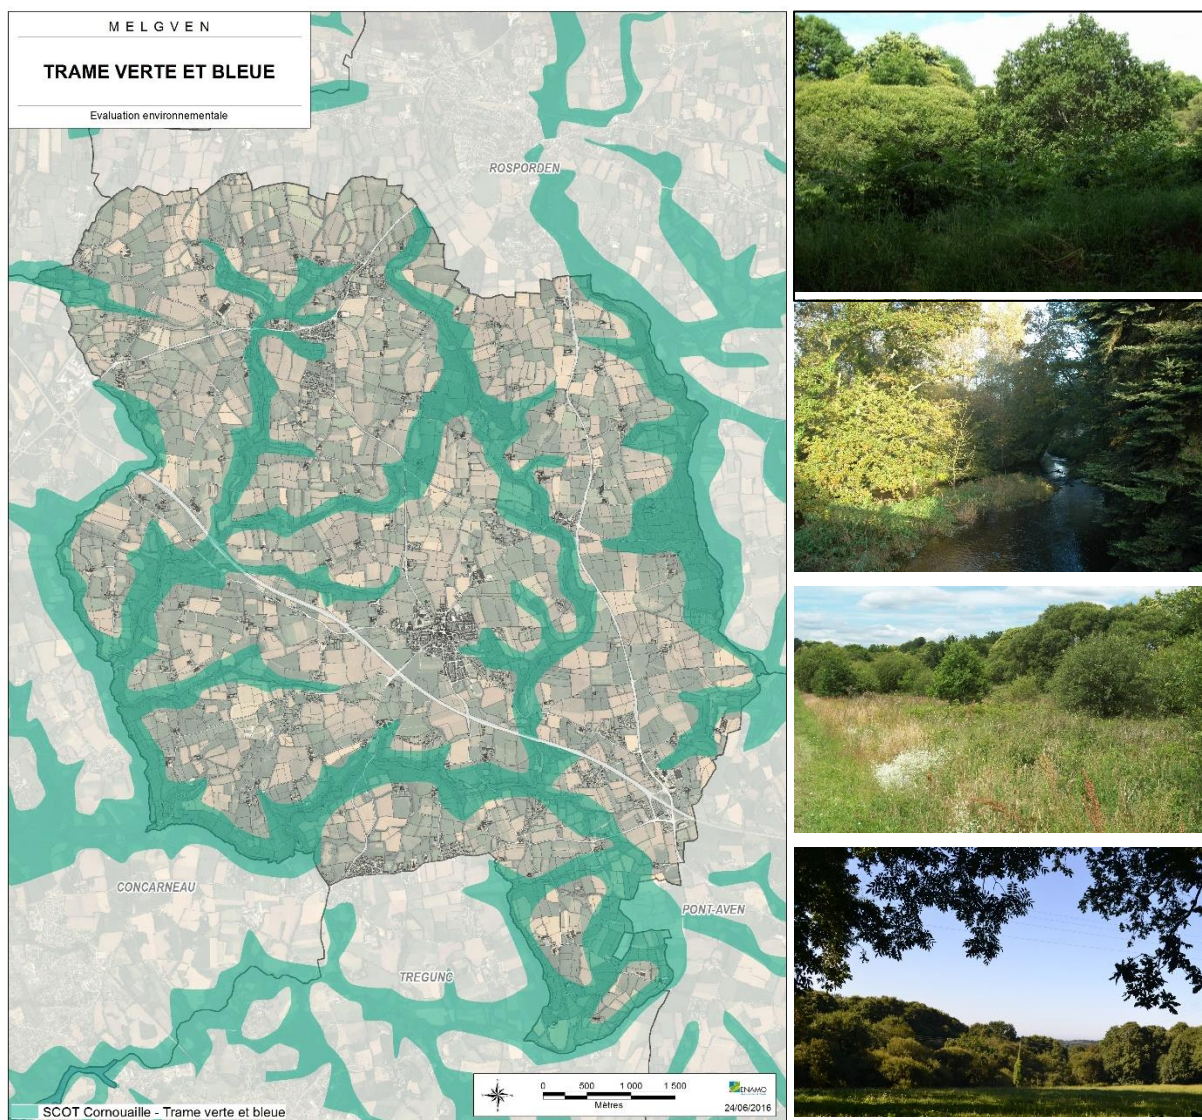 MELGVEN
TRAME VERTE ET BLEUE
Evaluation environnementale
ROSPORDEN
CONCARNEAU
TREGUNC
PONT-AVEN
0 500 1 000 1 500
Mètres
ENAMO
24/06/2016
SCOT Cornouaille - Trame verte et bleue